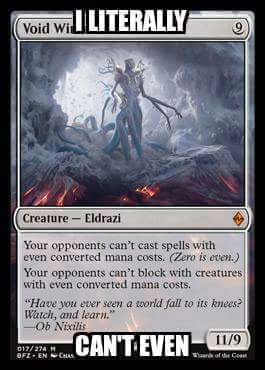 I LITERALLY
Void Wi
9
Creature — Eldrazi
Your opponents can't cast spells with
even converted mana costs. (Zero is even.)
Your opponents can't block with creatures
with even converted mana costs.
“Have you ever seen a world fall to its knees?
Watch, and learn.”
—Ob Nixilis
11/9
017/274 M
BFZ • EN
CAN'T EVEN
Wizards of the Coast